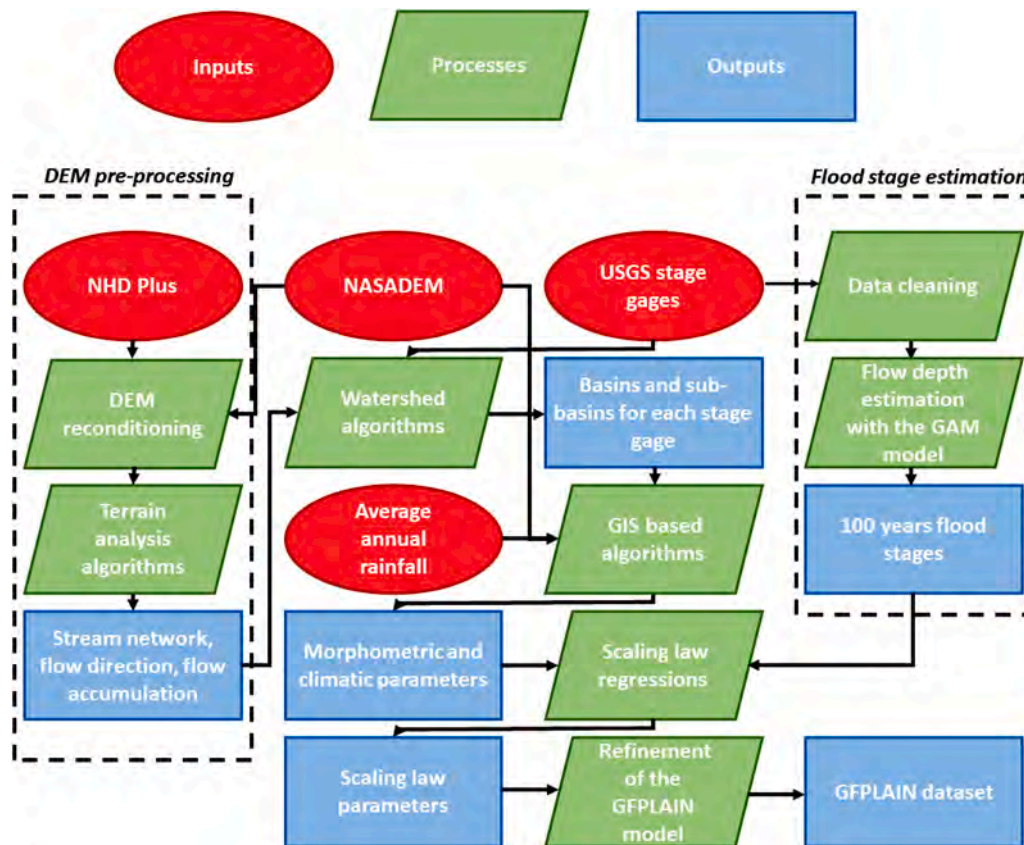 Inputs
Processes
Outputs
DEM pre-processing
Flood stage estimation
NHD Plus
NASADEM
USGS stage
gages
Data cleaning
DEM
reconditioning
Watershed
algorithms
Basins and sub-
basins for each stage
gage
Flow depth
estimation
with the GAM
model
Terrain
analysis
algorithms
Average
annual
rainfall
GIS based
algorithms
100 years flood
stages
Stream network,
flow direction, flow
accumulation
Morphometric and
climatic parameters
Scaling law
regressions
Scaling law
parameters
Refinement
of the
GFPLAIN
model
GFPLAIN dataset